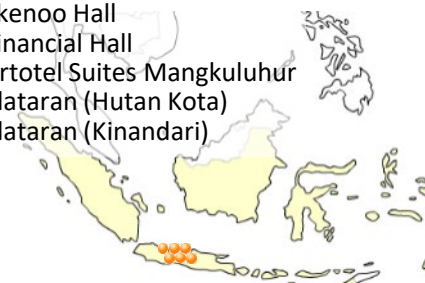 kenoo Hall
inancial Hall
rtotel Suites Mangkuluhur
lataran (Hutan Kota)
lataran (Kinandari)